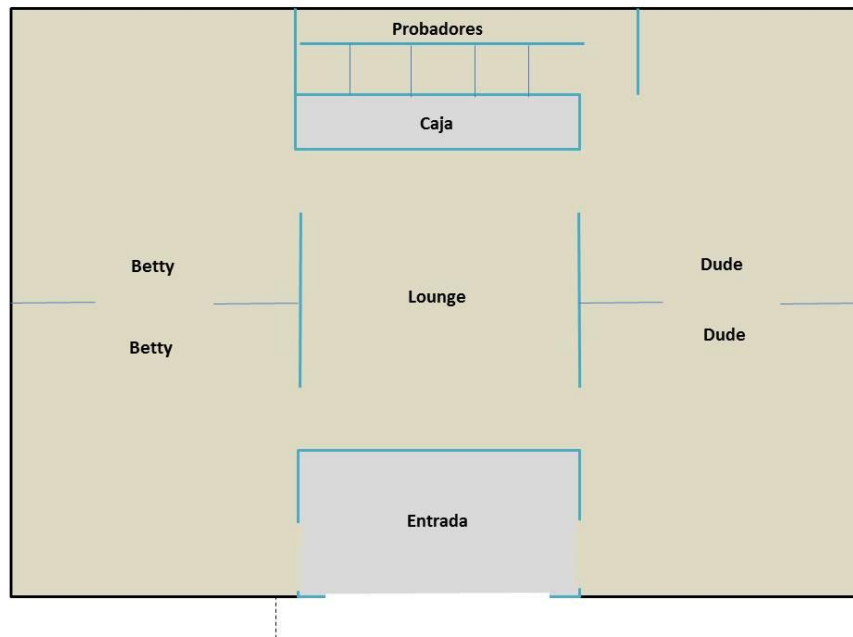 Probadores
Caja
Betty
Dude
Lounge
Betty
Dude
Entrada